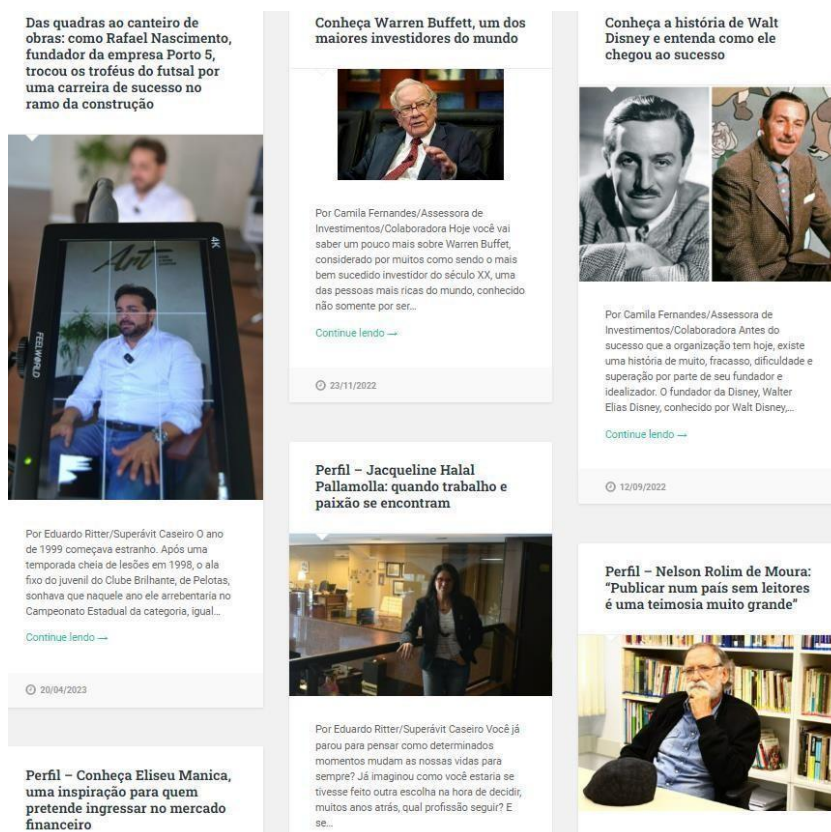 Das quadras ao canteiro de
obras: como Rafael Nascimento,
fundador da empresa Porto 5,
trocou os troféus do futsal por
uma carreira de sucesso no
ramo da construção
4K
Art
FEELWORLD
Por Eduardo Ritter/Superávit Caseiro O ano
de 1999 começava estranho. Após uma
temporada cheia de lesões em 1998, o ala
fixo do juvenil do Clube Brilhante, de Pelotas,
sonhava que naquele ano ele arrebentaria no
Campeonato Estadual da categoria, igual...
Continue lendo →
20/04/2023
Perfil – Conheça Eliseu Manica,
uma inspiração para quem
pretende ingressar no mercado
financeiro
Conheça Warren Buffett, um dos
maiores investidores do mundo
Por Camila Fernandes/Assessora de
Investimentos/Colaboradora Hoje você vai
saber um pouco mais sobre Warren Buffet,
considerado por muitos como sendo o mais
bem sucedido investidor do século XX, uma
das pessoas mais ricas do mundo, conhecido
não somente por ser...
Continue lendo →
23/11/2022
Perfil – Jacqueline Halal
Pallamolla: quando trabalho e
paixão se encontram
Por Eduardo Ritter/Superávit Caseiro Você já
parou para pensar como determinados
momentos mudam as nossas vidas para
sempre? Já imaginou como você estaria se
tivesse feito outra escolha na hora de decidir,
muitos anos atrás, qual profissão seguir? E
se...
Conheça a história de Walt
Disney e entenda como ele
chegou ao sucesso
Por Camila Fernandes/Assessora de
Investimentos/Colaboradora Antes do
sucesso que a organização tem hoje, existe
uma história de muito, fracasso, dificuldade e
superação por parte de seu fundador e
idealizador. O fundador da Disney, Walter
Elias Disney, conhecido por Walt Disney,...
Continue lendo →
12/09/2022
Perfil – Nelson Rolim de Moura:
“Publicar num país sem leitores
é uma teimosia muito grande”